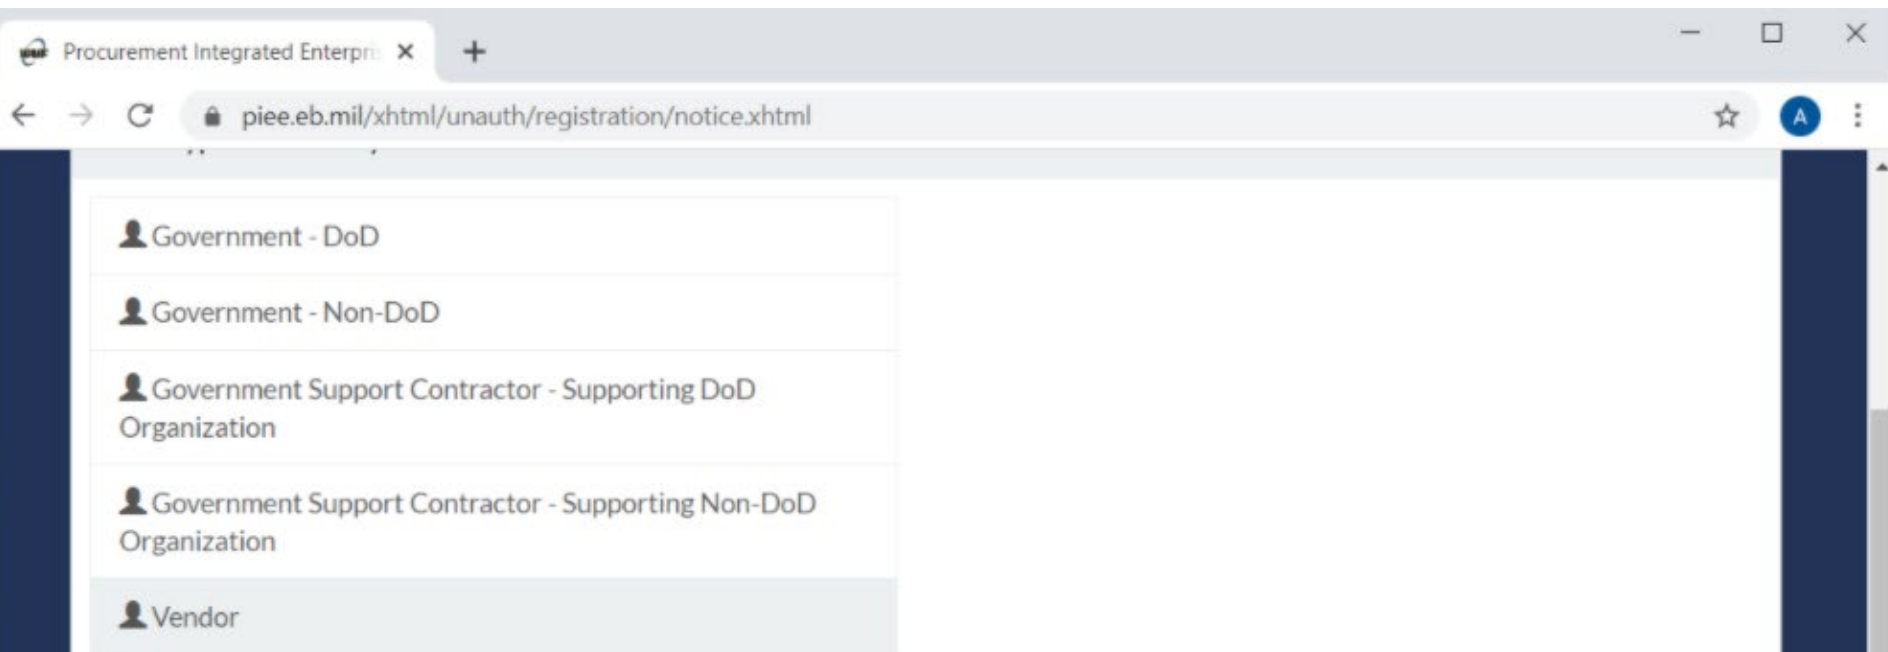 Procurement Integrated Enterpri
piee.eb.mil/xhtml/unauth/registration/notice.xhtml
A
Government - DoD
Government - Non-DoD
Government Support Contractor - Supporting DoD
Organization
Government Support Contractor - Supporting Non-DoD
Organization
Vendor